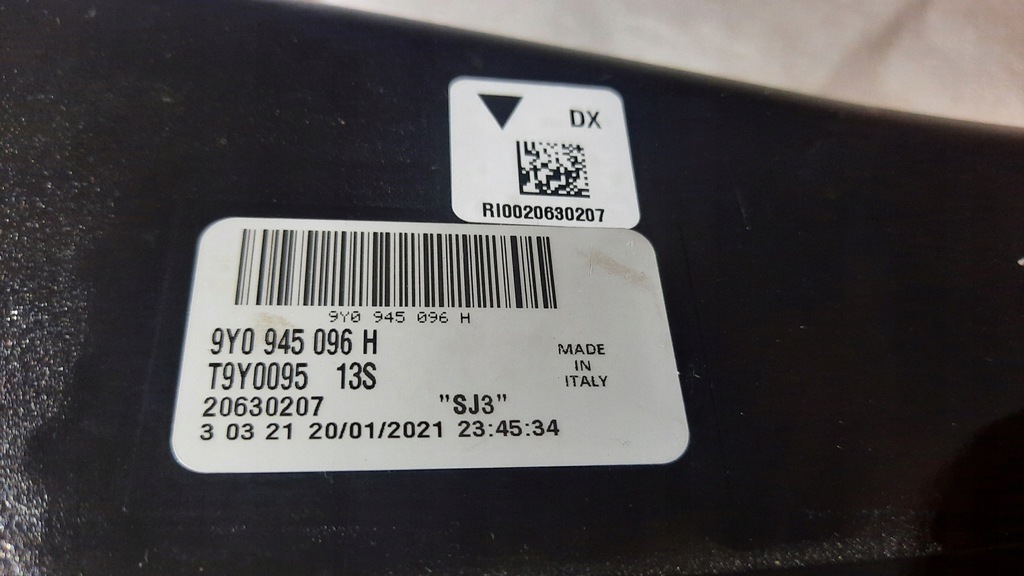 DX
RI0020630207
9Y0 945 096 H
9Y0 945 096 H
T9Y0095 13S
MADE
IN
ITALY
20630207 "SJ3"
3 03 21 20/01/2021 23:45:34